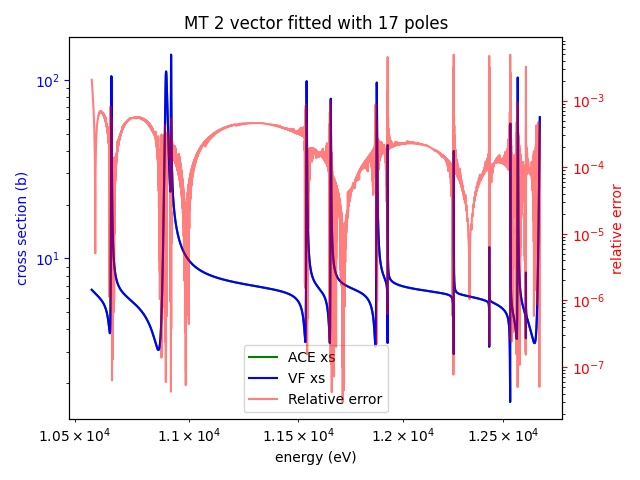 MT 2 vector fitted with 17 poles
cross section (b)
10²
10¹
10⁻³
10⁻⁴
10⁻⁵
10⁻⁶
10⁻⁷
relative error
ACE xs
VF xs
Relative error
1.05×10⁴ 1.1×10⁴ 1.15×10⁴ 1.2×10⁴ 1.25×10⁴
energy (eV)